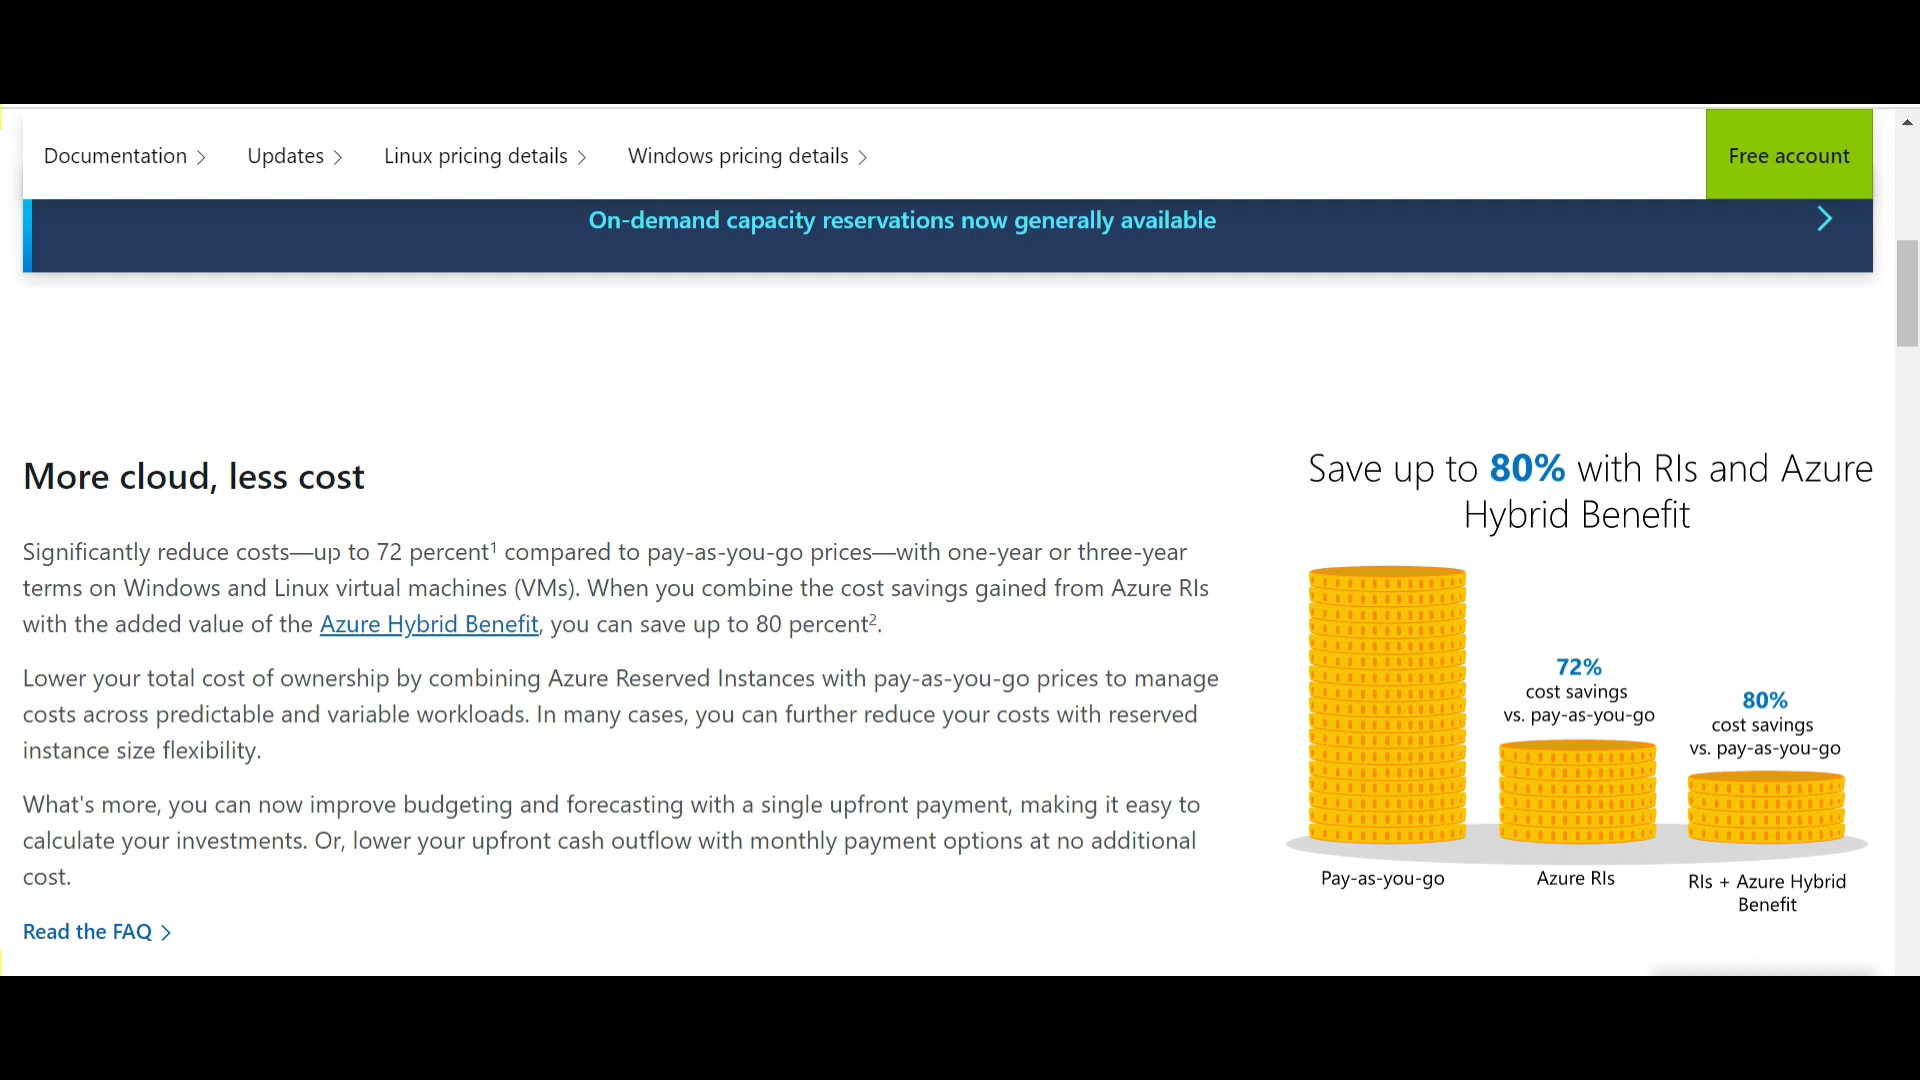 Documentation
Updates
Linux pricing details
Windows pricing details
Free account
On-demand capacity reservations now generally available
More cloud, less cost
Significantly reduce costs—up to 72 percent¹ compared to pay-as-you-go prices—with one-year or three-year
terms on Windows and Linux virtual machines (VMs). When you combine the cost savings gained from Azure RIs
with the added value of the Azure Hybrid Benefit, you can save up to 80 percent².
Lower your total cost of ownership by combining Azure Reserved Instances with pay-as-you-go prices to manage
costs across predictable and variable workloads. In many cases, you can further reduce your costs with reserved
instance size flexibility.
What's more, you can now improve budgeting and forecasting with a single upfront payment, making it easy to
calculate your investments. Or, lower your upfront cash outflow with monthly payment options at no additional
cost.
Read the FAQ
Save up to 80% with RIs and Azure
Hybrid Benefit
72%
cost savings
vs. pay-as-you-go
80%
cost savings
vs. pay-as-you-go
Pay-as-you-go
Azure RIs
RIs + Azure Hybrid
Benefit